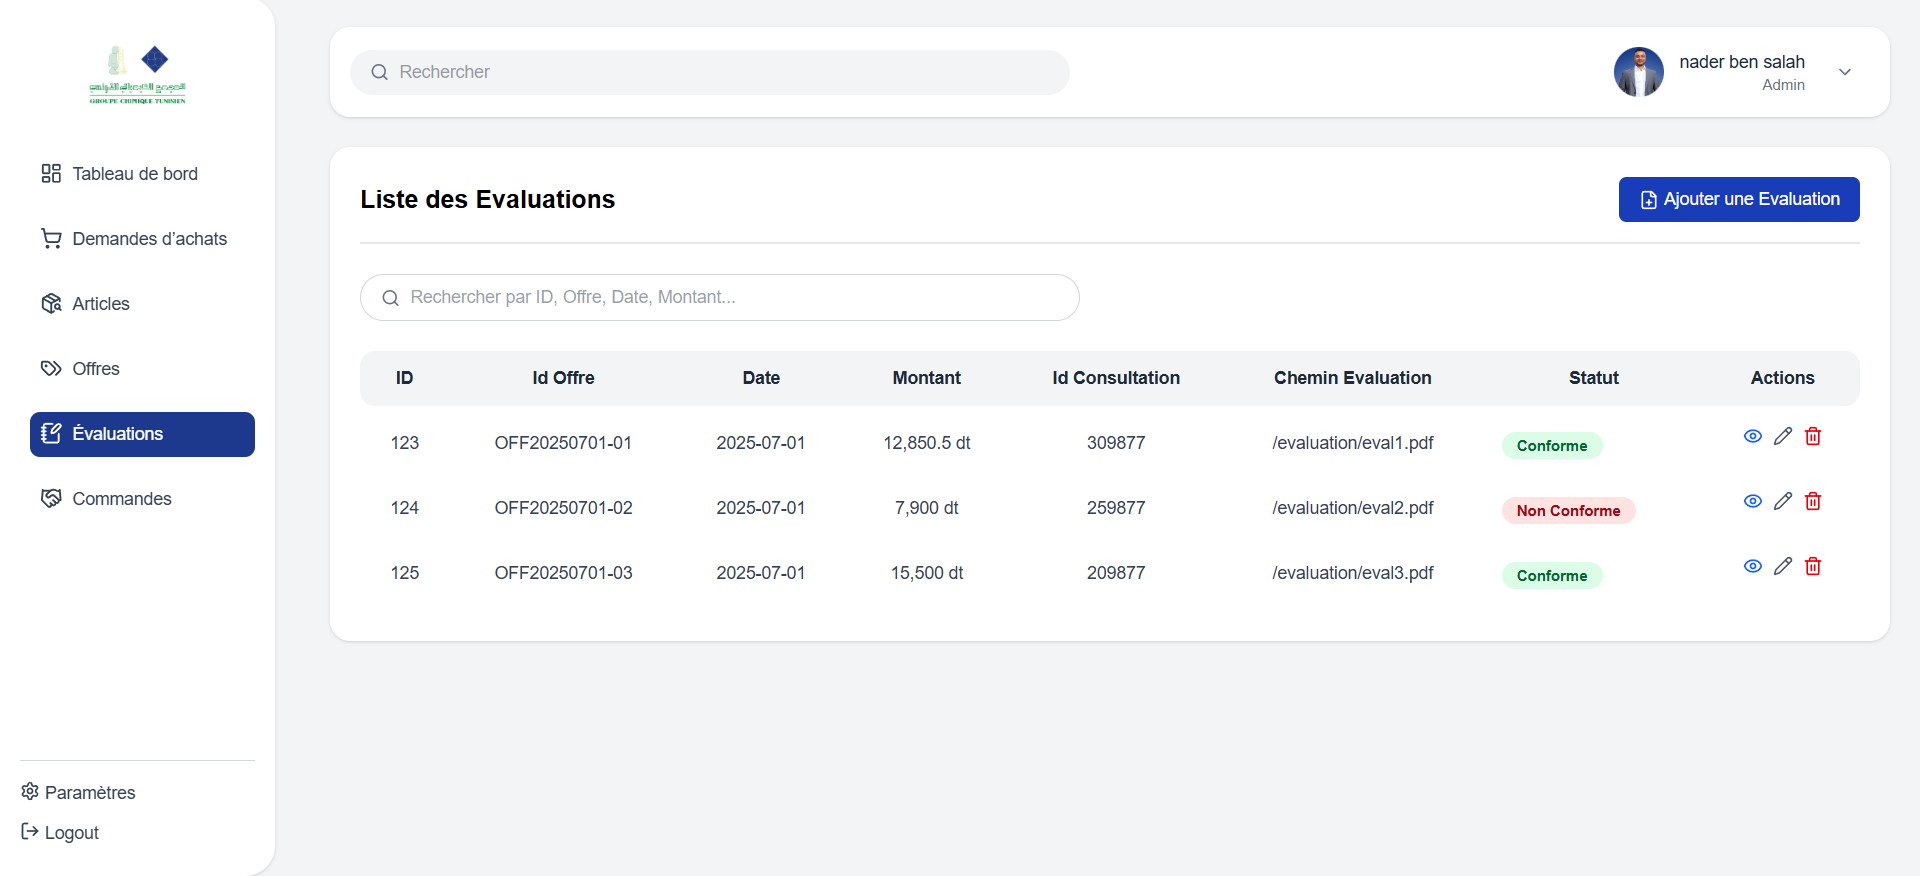 GROUPE CHIMIQUE TUNISIEN
Tableau de bord
Demandes d’achats
Articles
Offres
Évaluations
Commandes
Paramètres
Logout
Rechercher
nader ben salah
Admin
Liste des Evaluations
Ajouter une Evaluation
Rechercher par ID, Offre, Date, Montant...
ID Id Offre Date Montant Id Consultation Chemin Evaluation Statut Actions
123 OFF20250701-01 2025-07-01 12,850.5 dt 309877 /evaluation/eval1.pdf Conforme
124 OFF20250701-02 2025-07-01 7,900 dt 259877 /evaluation/eval2.pdf Non Conforme
125 OFF20250701-03 2025-07-01 15,500 dt 209877 /evaluation/eval3.pdf Conforme